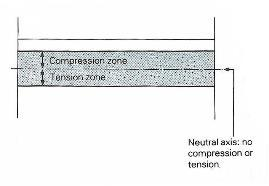 Compression zone
Tension zone
Neutral axis: no
compression or
tension.